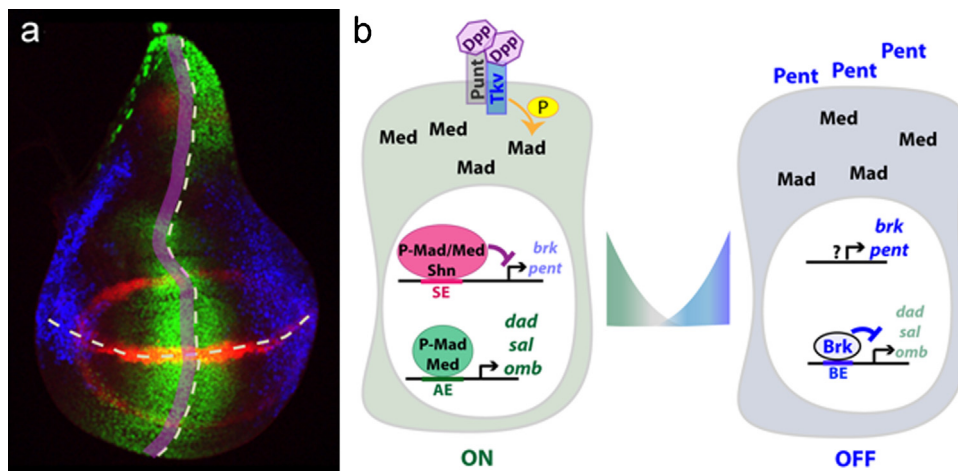 a
b
Dpp
Dpp
Punt
Tkv
P
Med
Med
Mad
Mad
P-Mad/Med
Shn
SE
brk
pent
P-Mad
Med
AE
dad
sal
omb
ON
Pent
Pent
Pent
Med
Med
Mad
Mad
?
brk
pent
Brk
BE
dad
sal
omb
OFF